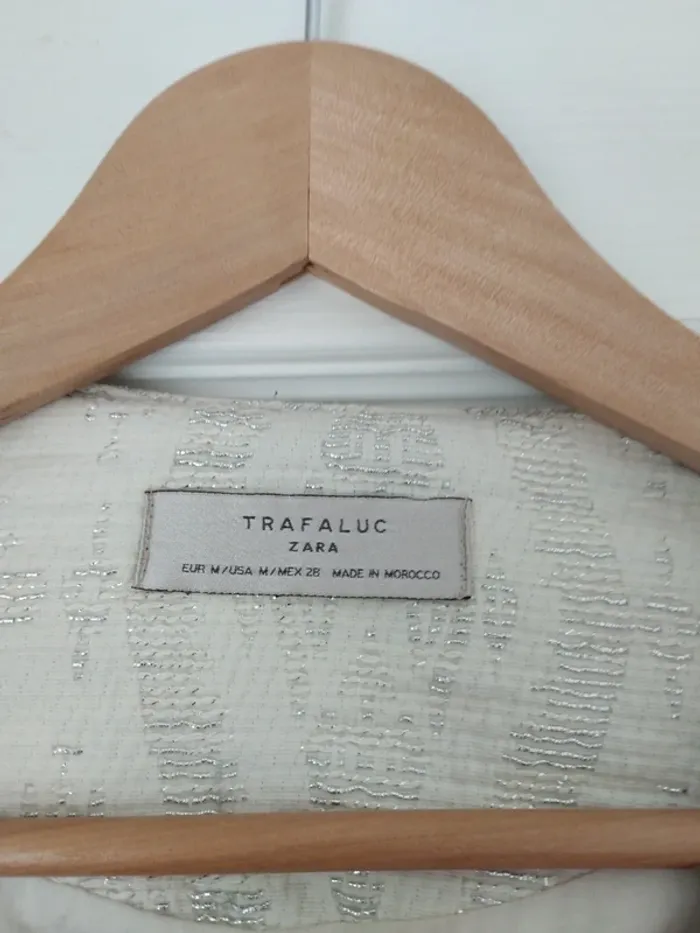 TRAFALUC
ZARA
EUR M/USA M/MEX 28 MADE IN MOROCCO